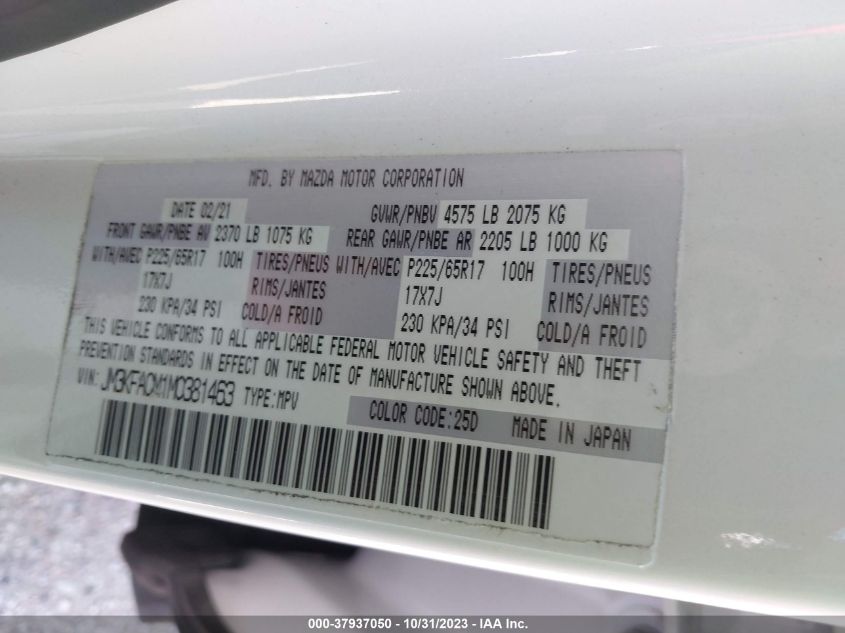 MFD. BY MAZDA MOTOR CORPORATION
DATE 02/21 GVWR/PNBV 4575 LB 2075 KG
FRONT GAWR/PNBE AV 2370 LB 1075 KG REAR GAWR/PNBE AR 2205 LB 1000 KG
WITH/AVEC P225/65R17 100H TIRES/PNEUS WITH/AVEC P225/65R17 100H TIRES/PNEUS
17X7J RIMS/JANTES 17X7J RIMS/JANTES
230 KPA/34 PSI COLD/A FROID 230 KPA/34 PSI COLD/A FROID
THIS VEHICLE CONFORMS TO ALL APPLICABLE FEDERAL MOTOR VEHICLE SAFETY AND THEFT
PREVENTION STANDARDS IN EFFECT ON THE DATE OF MANUFACTURE SHOWN ABOVE.
VIN: JM3KFACM1M0381463 TYPE:MPV
COLOR CODE:25D MADE IN JAPAN
000-37937050 - 10/31/2023 - IAA Inc.